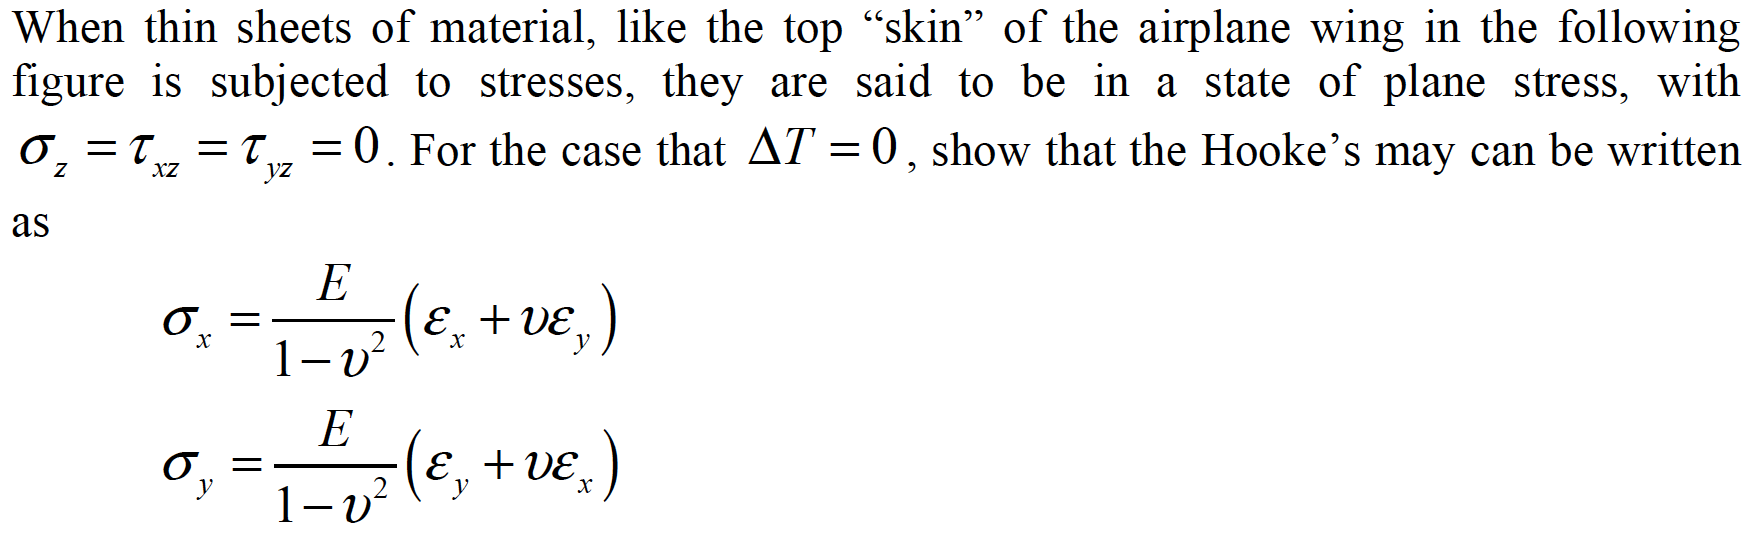 When thin sheets of material, like the top “skin” of the airplane wing in the following
figure is subjected to stresses, they are said to be in a state of plane stress, with
σ_z = τ_xz = τ_yz = 0. For the case that ΔT = 0, show that the Hooke’s may can be written
as
σ_x = E/(1−υ²) (ε_x + υε_y)
σ_y = E/(1−υ²) (ε_y + υε_x)